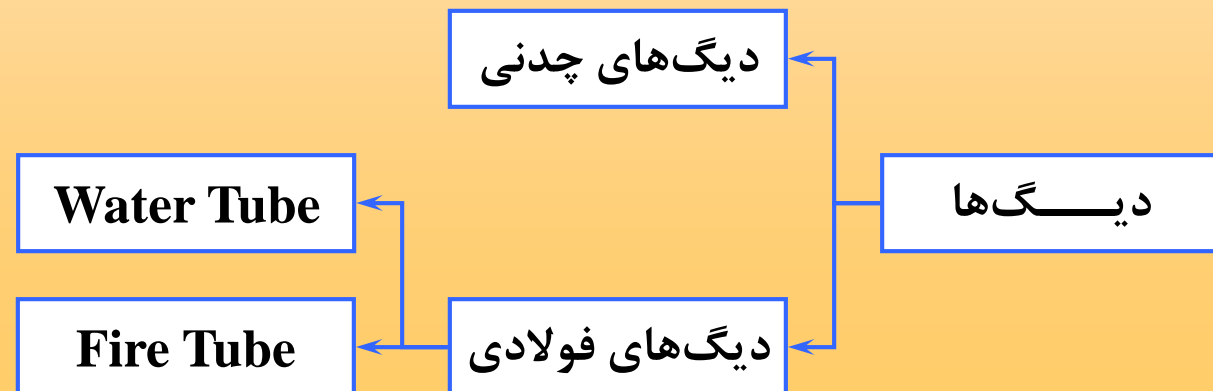 دیگ‌های چدنی
دیـــــگ‌ها
Water Tube
دیگ‌های فولادی
Fire Tube